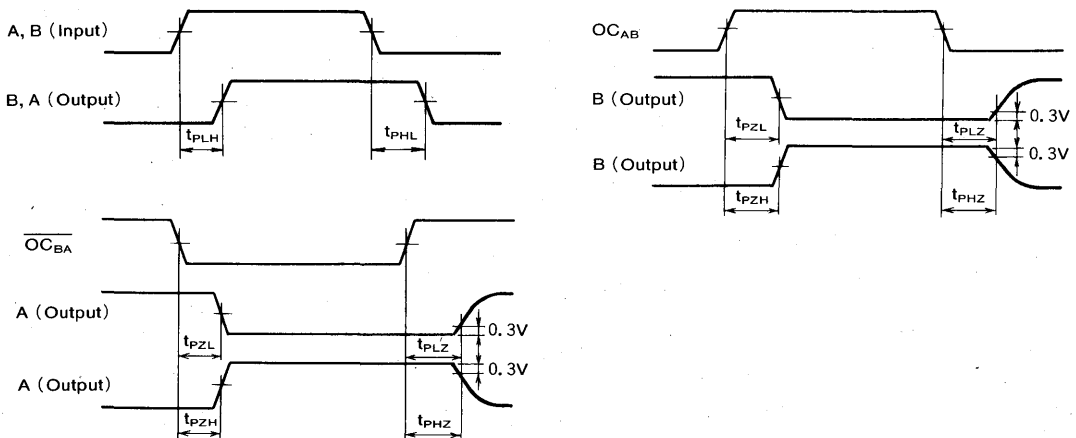 A, B (Input)
B, A (Output)
tPLH
tPHL
OCAB
B (Output)
tPZL
tPLZ
0.3V
0.3V
B (Output)
tPZH
tPHZ
OCBA
A (Output)
tPZL
tPLZ
0.3V
0.3V
A (Output)
tPZH
tPHZ